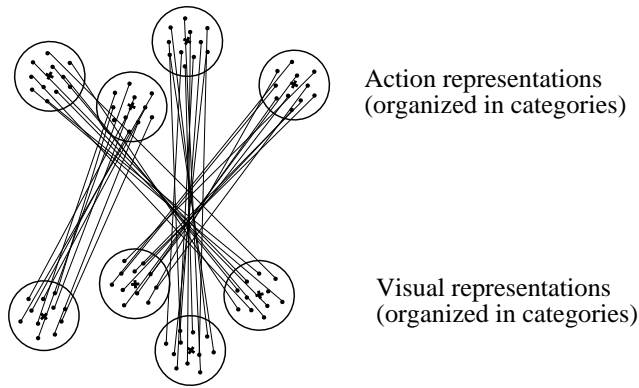 Action representations
(organized in categories)
Visual representations
(organized in categories)